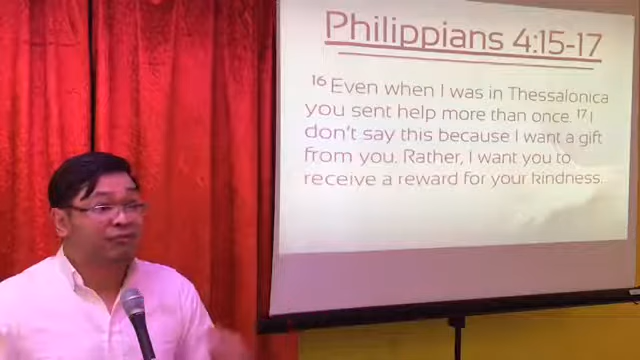 Philippians 4:15-17
16 Even when I was in Thessalonica
you sent help more than once. 17 I
don't say this because I want a gift
from you. Rather, I want you to
receive a reward for your kindness.